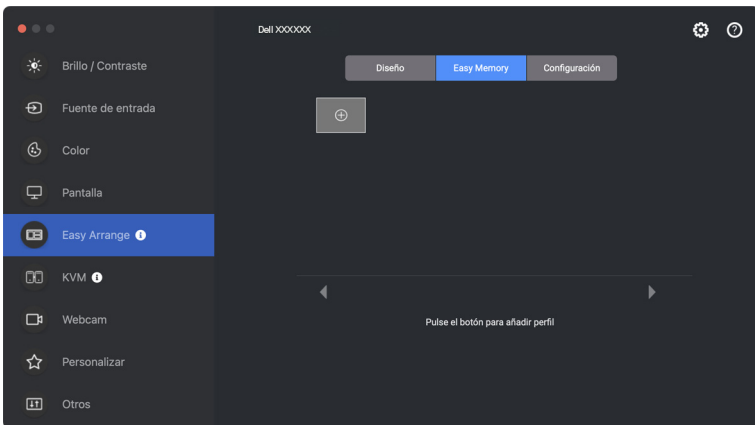 Dell XXXXXX
Brillo / Contraste
Fuente de entrada
Color
Pantalla
Easy Arrange
KVM
Webcam
Personalizar
Otros
Diseño
Easy Memory
Configuración
Pulse el botón para añadir perfil